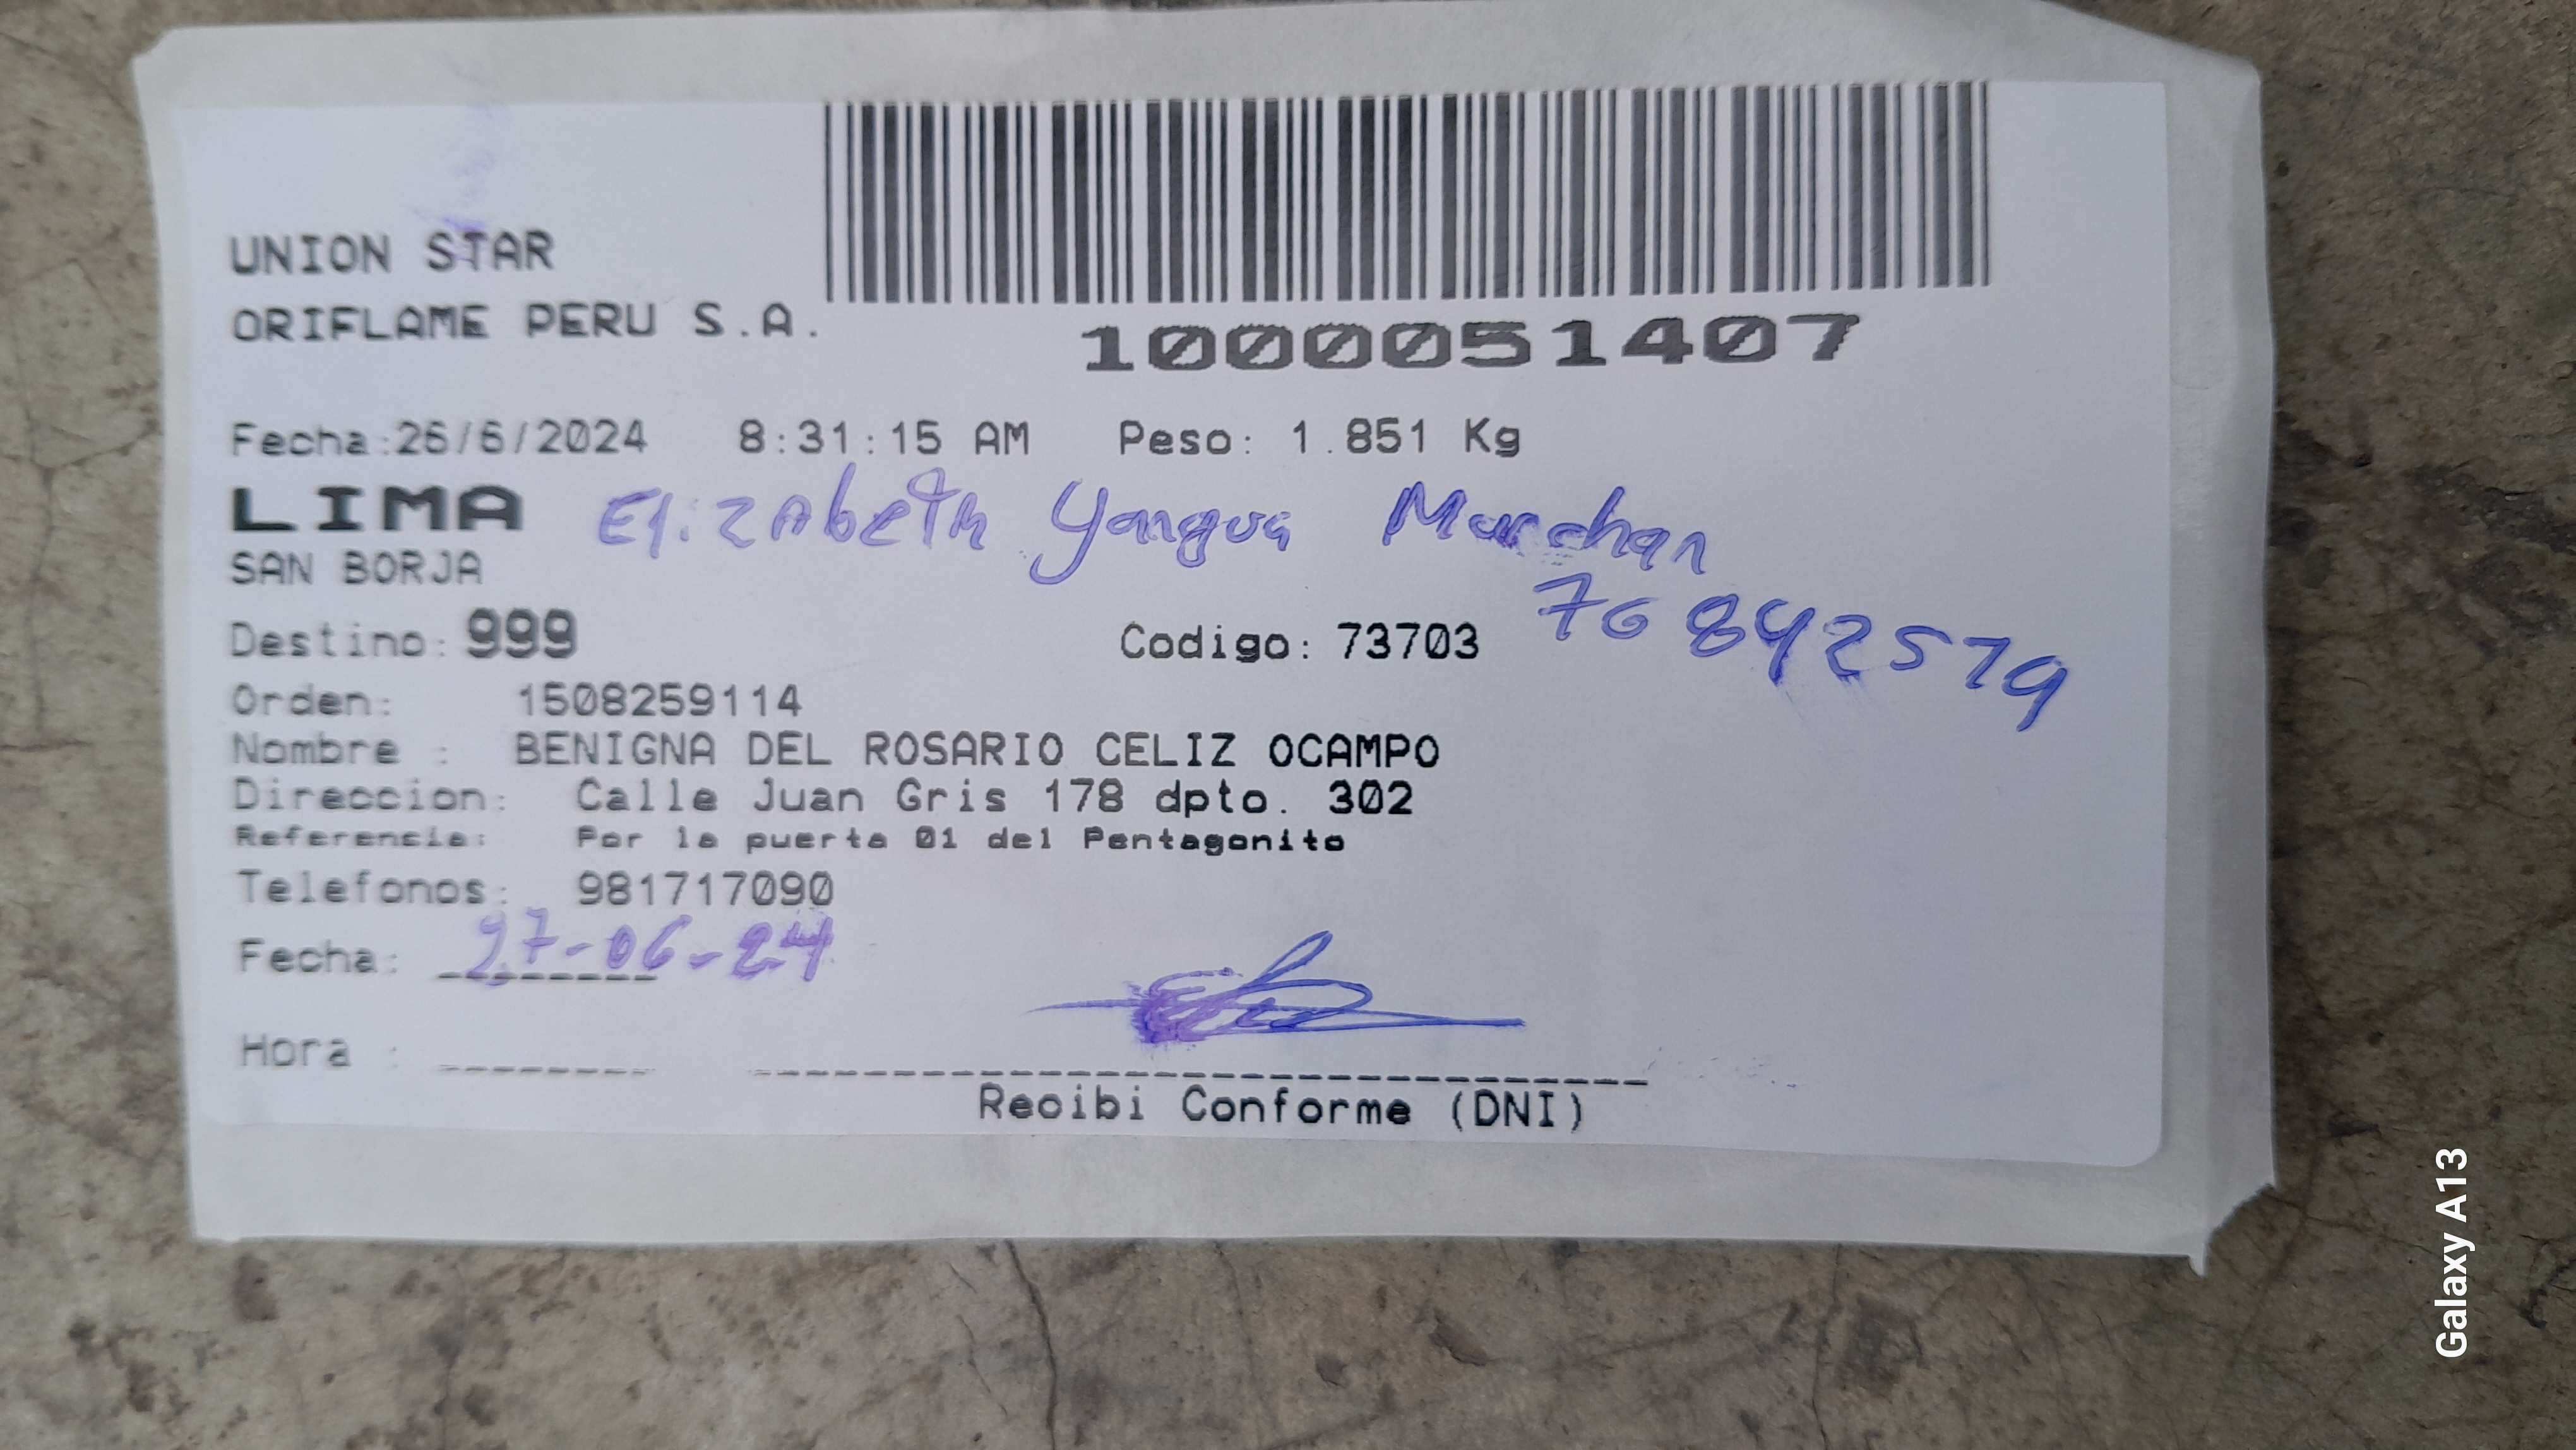 UNION STAR
ORIFLAME PERU S.A.
1000051407
Fecha:26/6/2024 8:31:15 AM Peso: 1.851 Kg
LIMA Elizabeth Yangua Marchan
SAN BORJA
76842579
Destino: 999 Codigo: 73703
Orden: 1508259114
Nombre : BENIGNA DEL ROSARIO CELIZ OCAMPO
Direccion: Calle Juan Gris 178 dpto. 302
Referencia: Por la puerta 01 del Pentagonito
Telefonos: 981717090
Fecha: 27-06-24
Hora :
Recibi Conforme (DNI)
Galaxy A13